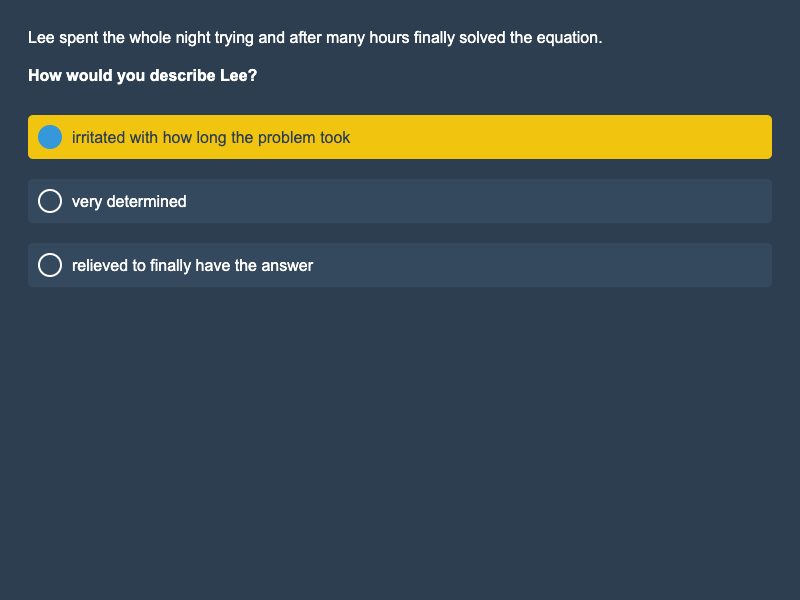 Lee spent the whole night trying and after many hours finally solved the equation.
How would you describe Lee?
irritated with how long the problem took
very determined
relieved to finally have the answer